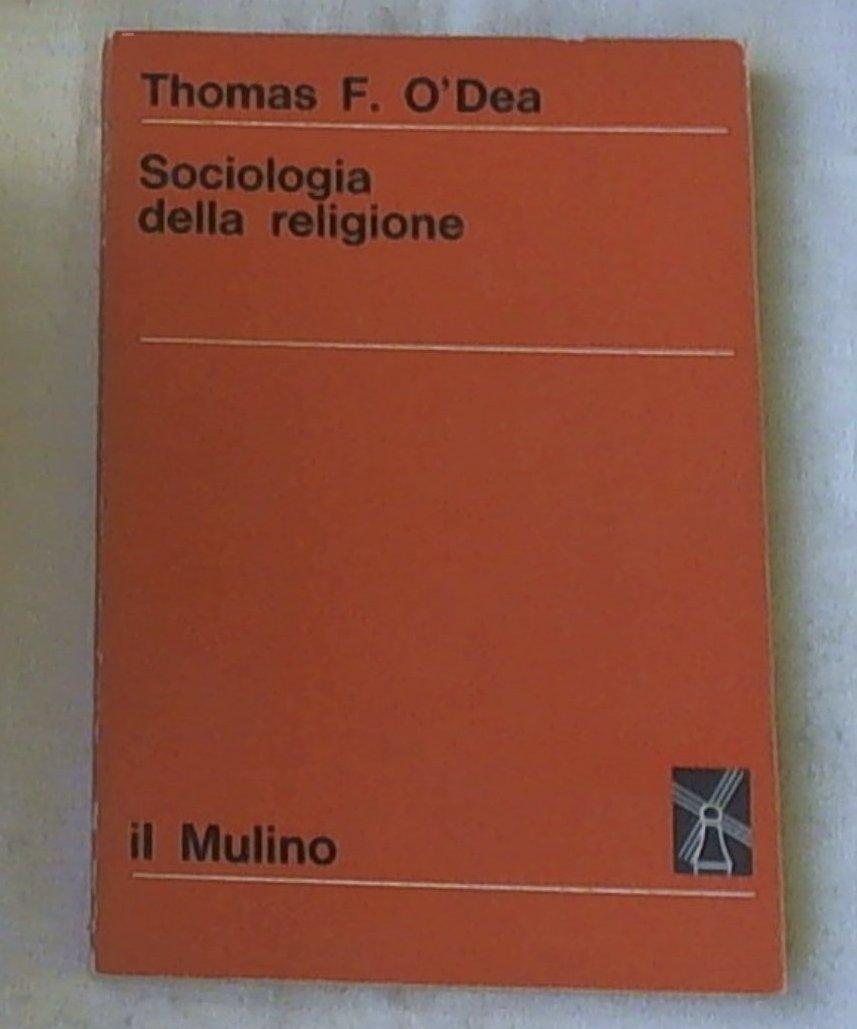 Thomas F. O'Dea
Sociologia
della religione
il Mulino